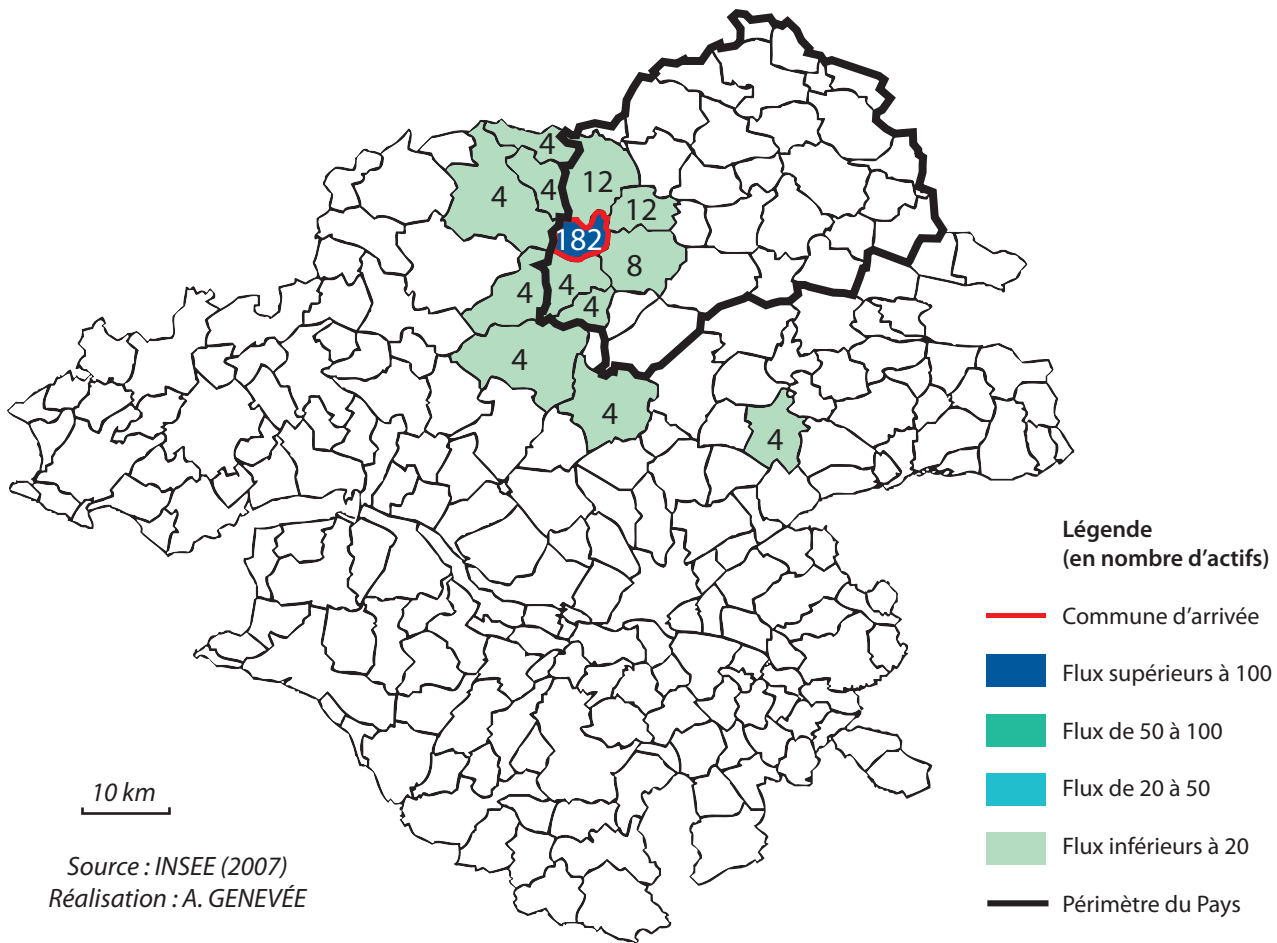 4
12
4
4
12
182
8
4
4
4
4
4
4
Légende
(en nombre d'actifs)
Commune d'arrivée
Flux supérieurs à 100
Flux de 50 à 100
Flux de 20 à 50
Flux inférieurs à 20
Périmètre du Pays
10 km
Source : INSEE (2007)
Réalisation : A. GENEVÉE